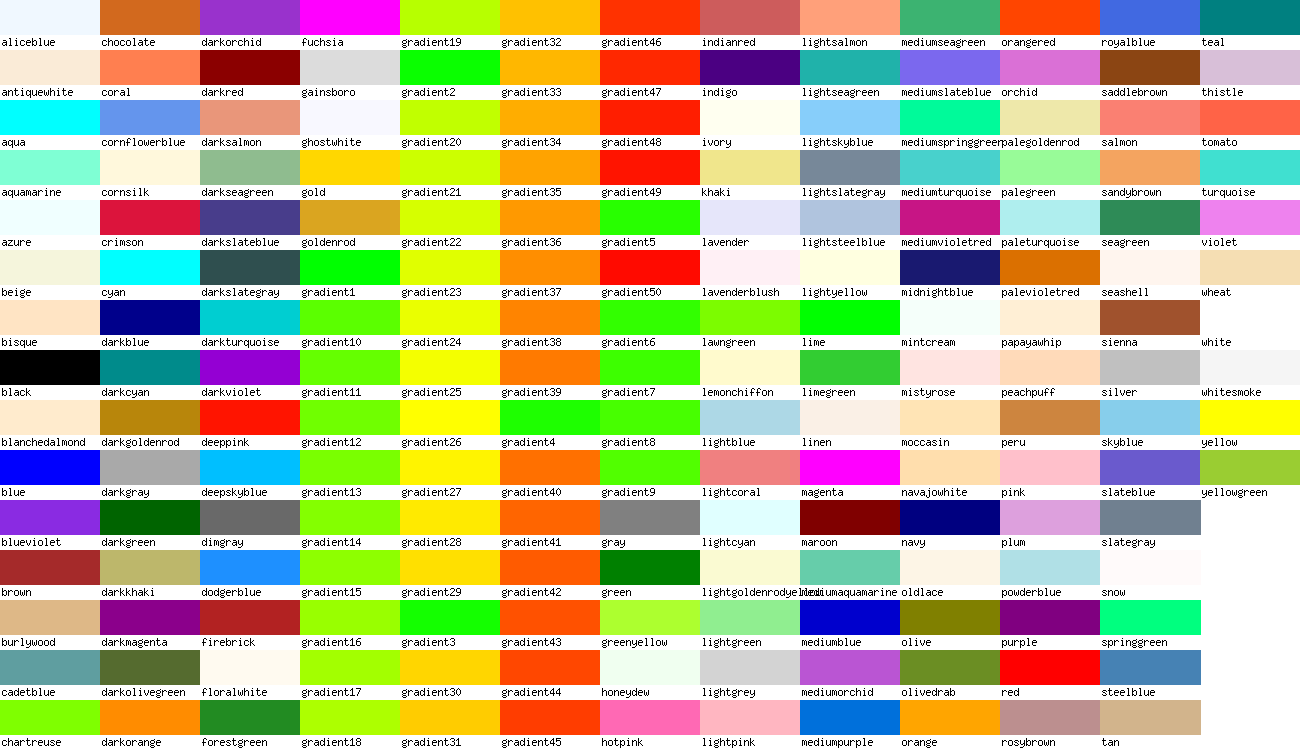 aliceblue chocolate darkorchid fuchsia gradient19 gradient32 gradient46 indianred lightsalmon mediumseagreen orangered royalblue teal
antiquewhite coral darkred gainsboro gradient2 gradient33 gradient47 indigo lightseagreen mediumslateblue orchid saddlebrown thistle
aqua cornflowerblue darksalmon ghostwhite gradient20 gradient34 gradient48 ivory lightskyblue mediumspringgreen palegoldenrod salmon tomato
aquamarine cornsilk darkseagreen gold gradient21 gradient35 gradient49 khaki lightslategray mediumturquoise palegreen sandybrown turquoise
azure crimson darkslateblue goldenrod gradient22 gradient36 gradient5 lavender lightsteelblue mediumvioletred paleturquoise seagreen violet
beige cyan darkslategray gradient1 gradient23 gradient37 gradient50 lavenderblush lightyellow midnightblue palevioletred seashell wheat
bisque darkblue darkturquoise gradient10 gradient24 gradient38 gradient6 lawngreen lime mintcream papayawhip sienna white
black darkcyan darkviolet gradient11 gradient25 gradient39 gradient7 lemonchiffon limegreen mistyrose peachpuff silver whitesmoke
blanchedalmond darkgoldenrod deeppink gradient12 gradient26 gradient4 gradient8 lightblue linen moccasin peru skyblue yellow
blue darkgray deepskyblue gradient13 gradient27 gradient40 gradient9 lightcoral magenta navajowhite pink slateblue yellowgreen
blueviolet darkgreen dimgray gradient14 gradient28 gradient41 gray lightcyan maroon navy plum slategray
brown darkkhaki dodgerblue gradient15 gradient29 gradient42 green lightgoldenrodyellow mediumaquamarine oldlace powderblue snow
burlywood darkmagenta firebrick gradient16 gradient3 gradient43 greenyellow lightgreen mediumblue olive purple springgreen
cadetblue darkolivegreen floralwhite gradient17 gradient30 gradient44 honeydew lightgrey mediumorchid olivedrab red steelblue
chartreuse darkorange forestgreen gradient18 gradient31 gradient45 hotpink lightpink mediumpurple orange rosybrown tan